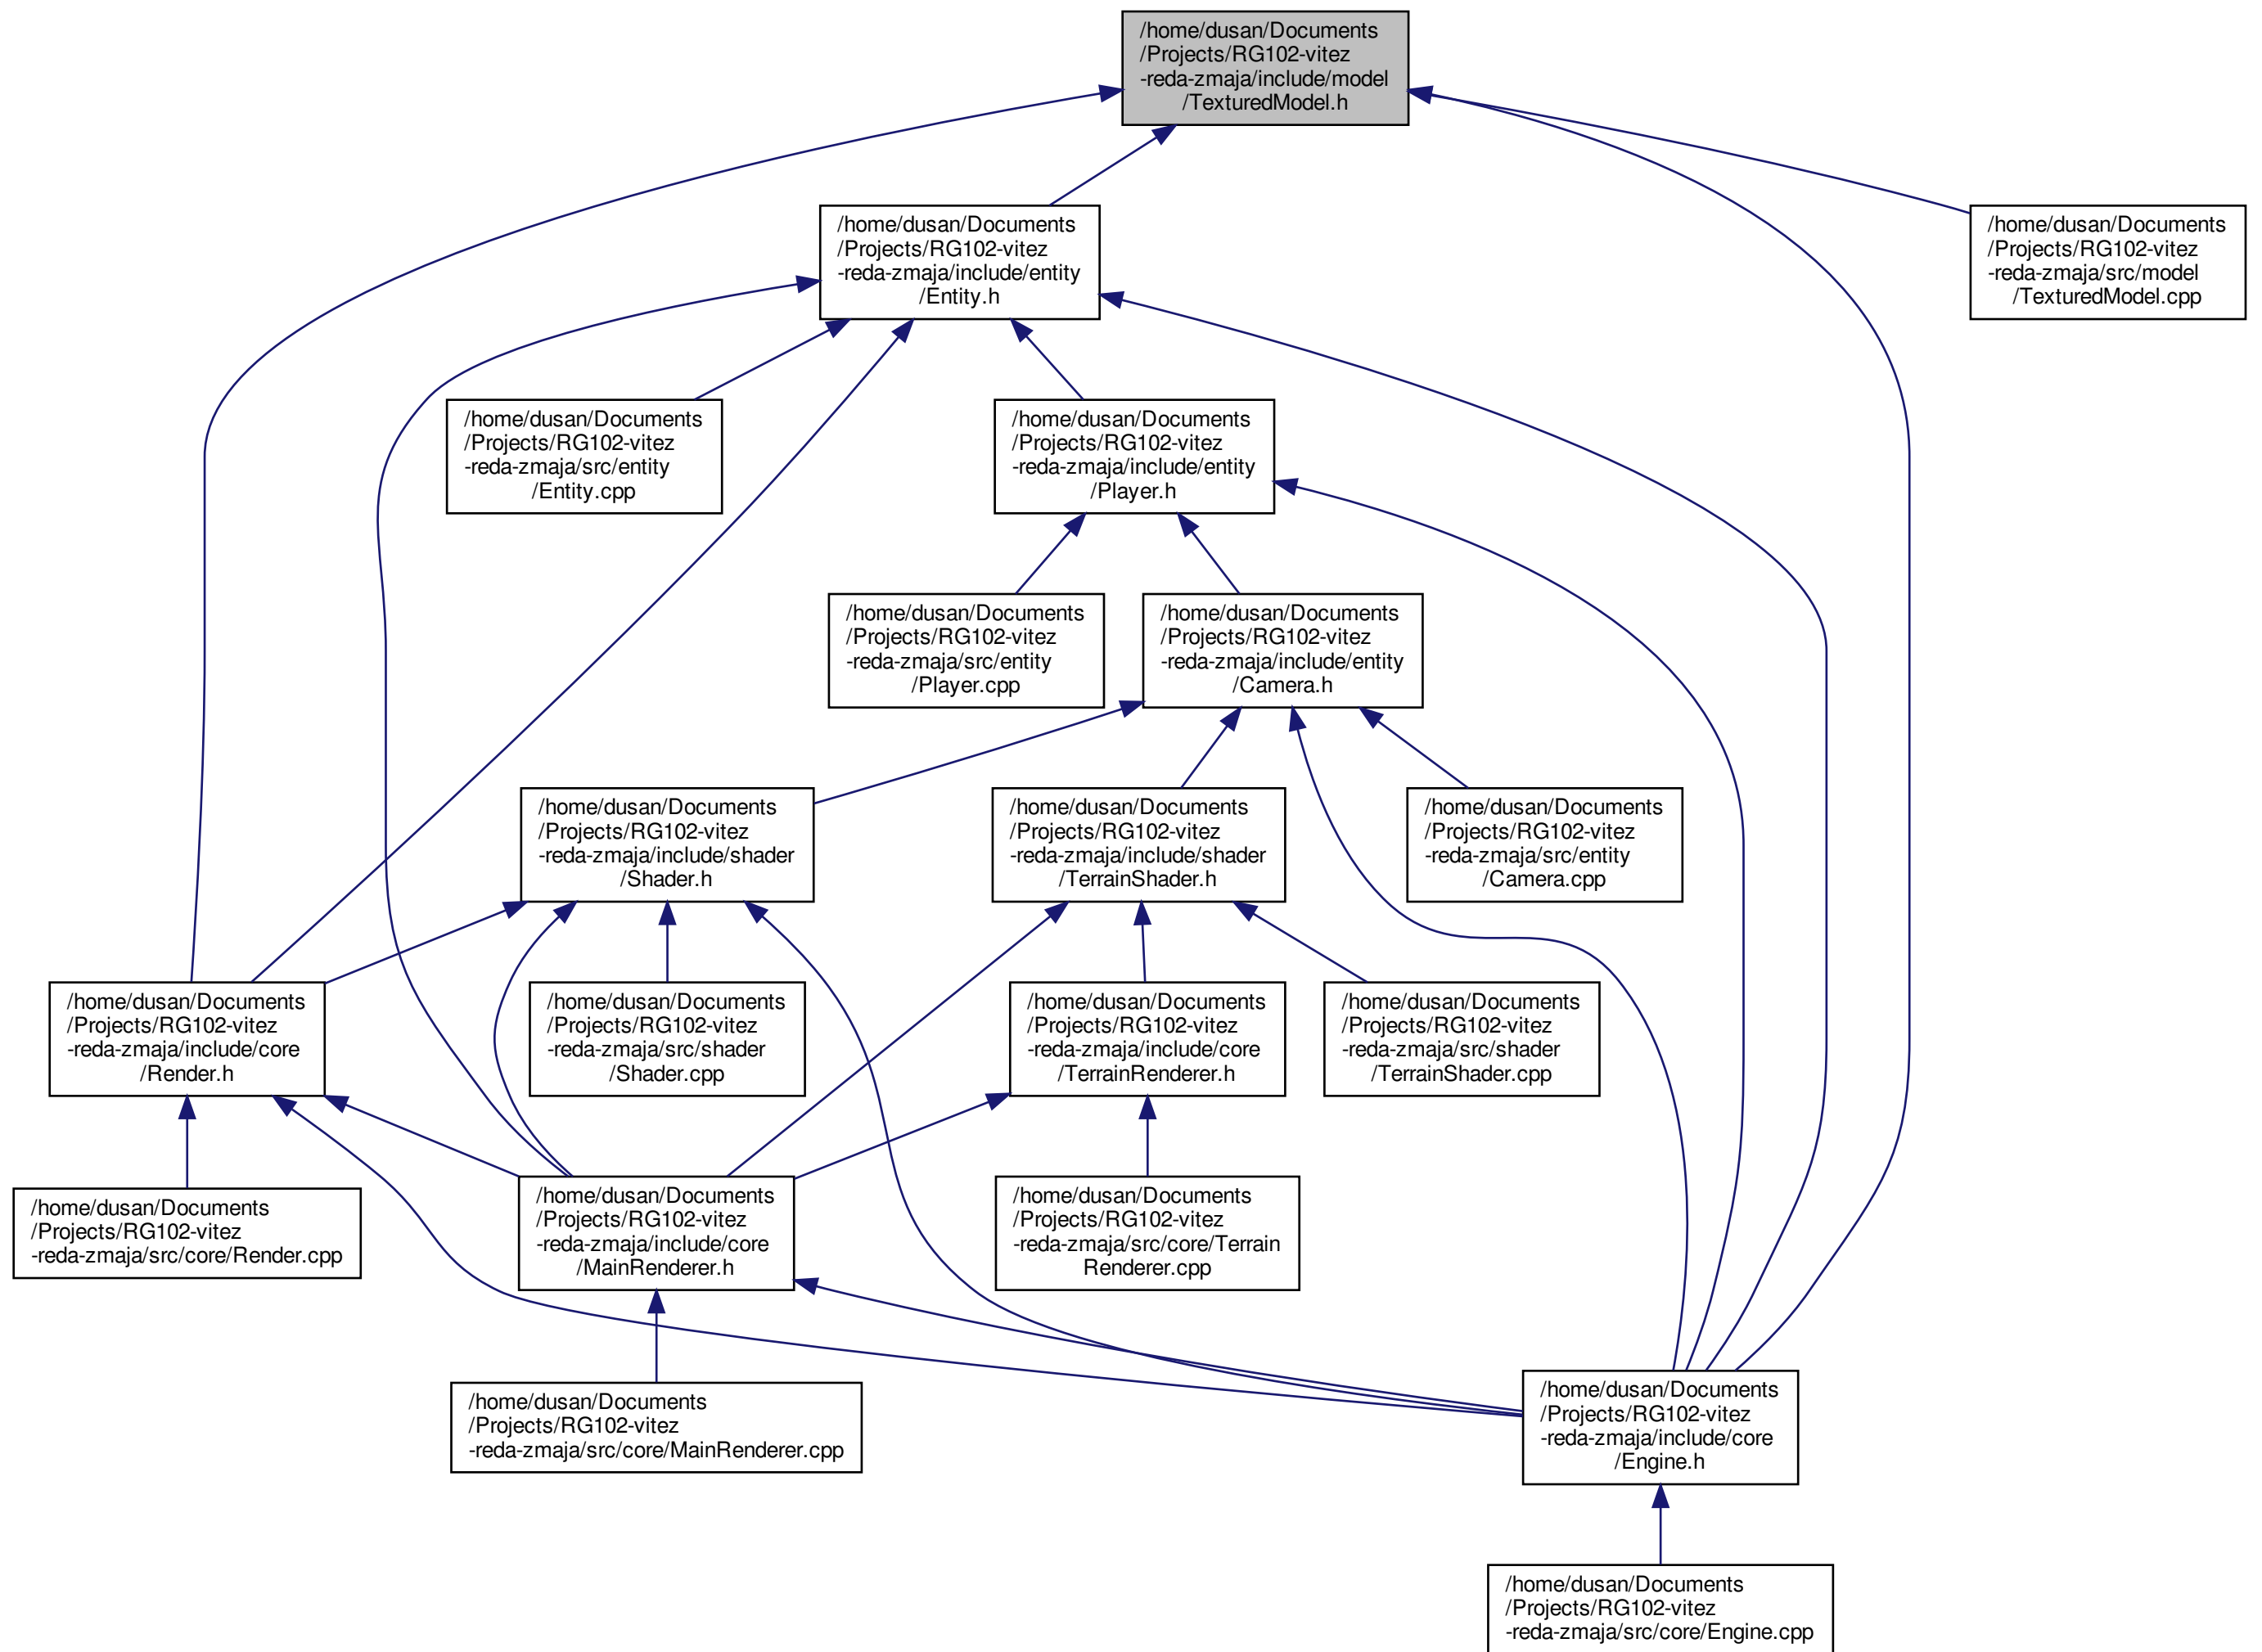 /home/dusan/Documents
/Projects/RG102-vitez
-reda-zmaja/include/model
/TexturedModel.h
/home/dusan/Documents
/Projects/RG102-vitez
-reda-zmaja/include/entity
/Entity.h
/home/dusan/Documents
/Projects/RG102-vitez
-reda-zmaja/src/model
/TexturedModel.cpp
/home/dusan/Documents
/Projects/RG102-vitez
-reda-zmaja/src/entity
/Entity.cpp
/home/dusan/Documents
/Projects/RG102-vitez
-reda-zmaja/include/entity
/Player.h
/home/dusan/Documents
/Projects/RG102-vitez
-reda-zmaja/src/entity
/Player.cpp
/home/dusan/Documents
/Projects/RG102-vitez
-reda-zmaja/include/entity
/Camera.h
/home/dusan/Documents
/Projects/RG102-vitez
-reda-zmaja/include/shader
/Shader.h
/home/dusan/Documents
/Projects/RG102-vitez
-reda-zmaja/include/shader
/TerrainShader.h
/home/dusan/Documents
/Projects/RG102-vitez
-reda-zmaja/src/entity
/Camera.cpp
/home/dusan/Documents
/Projects/RG102-vitez
-reda-zmaja/include/core
/Render.h
/home/dusan/Documents
/Projects/RG102-vitez
-reda-zmaja/src/shader
/Shader.cpp
/home/dusan/Documents
/Projects/RG102-vitez
-reda-zmaja/include/core
/TerrainRenderer.h
/home/dusan/Documents
/Projects/RG102-vitez
-reda-zmaja/src/shader
/TerrainShader.cpp
/home/dusan/Documents
/Projects/RG102-vitez
-reda-zmaja/src/core/Render.cpp
/home/dusan/Documents
/Projects/RG102-vitez
-reda-zmaja/include/core
/MainRenderer.h
/home/dusan/Documents
/Projects/RG102-vitez
-reda-zmaja/src/core/Terrain
Renderer.cpp
/home/dusan/Documents
/Projects/RG102-vitez
-reda-zmaja/src/core/MainRenderer.cpp
/home/dusan/Documents
/Projects/RG102-vitez
-reda-zmaja/include/core
/Engine.h
/home/dusan/Documents
/Projects/RG102-vitez
-reda-zmaja/src/core/Engine.cpp